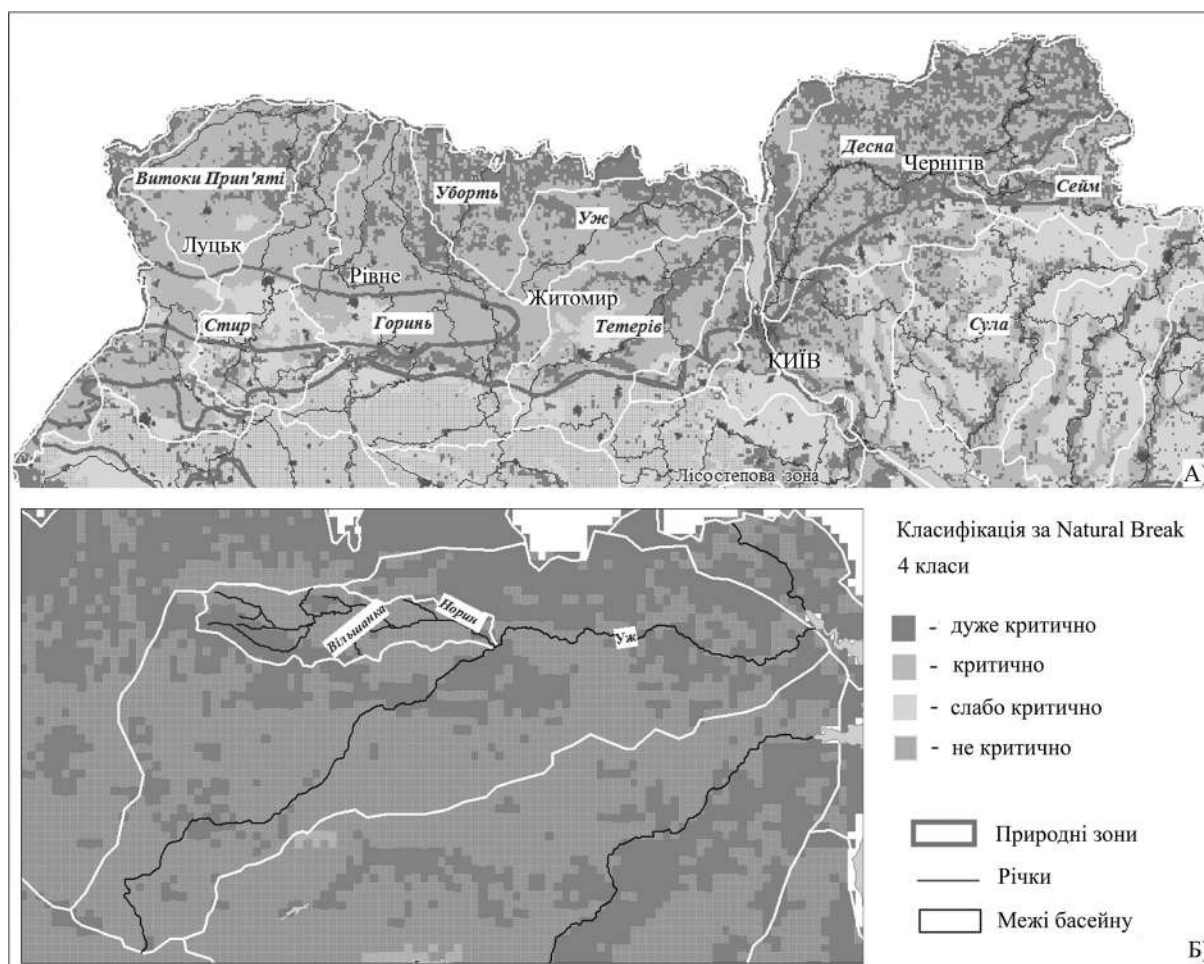 Десна
Чернігів
Витоки Прип'яті
Уборть
Сейм
Уж
Луцьк
Рівне
Житомир
Стир
Горинь
Тетерів
Сула
КИЇВ
Лісостепова зона
А
Вільшанка
Норин
Уж
Класифікація за Natural Break
4 класи
- дуже критично
- критично
- слабо критично
- не критично
Природні зони
Річки
Межі басейну
Б